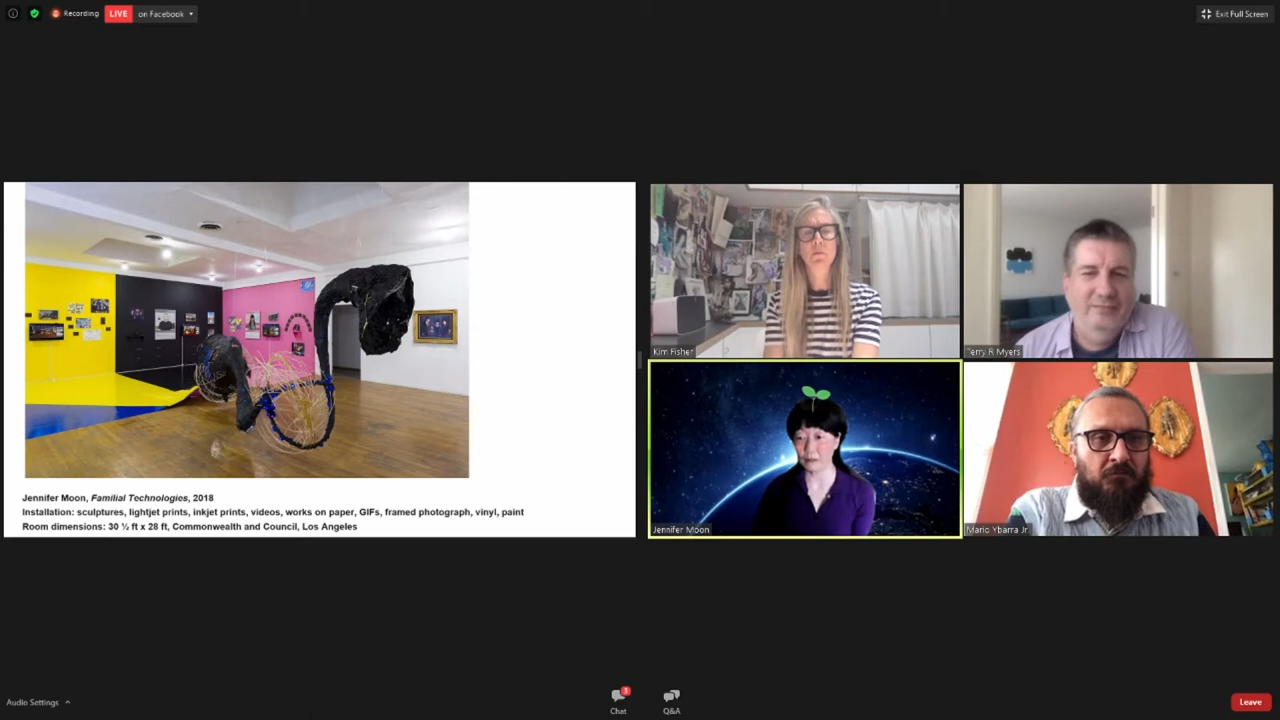 Recording
LIVE
on Facebook
Exit Full Screen
Jennifer Moon, Familial Technologies, 2018
Installation: sculptures, lightjet prints, inkjet prints, videos, works on paper, GIFs, framed photograph, vinyl, paint
Room dimensions: 30 ½ ft x 28 ft, Commonwealth and Council, Los Angeles
Kim Fisher
Terry R Myers
Jennifer Moon
Mario Ybarra Jr
Audio Settings
3
Chat
Q&A
Leave